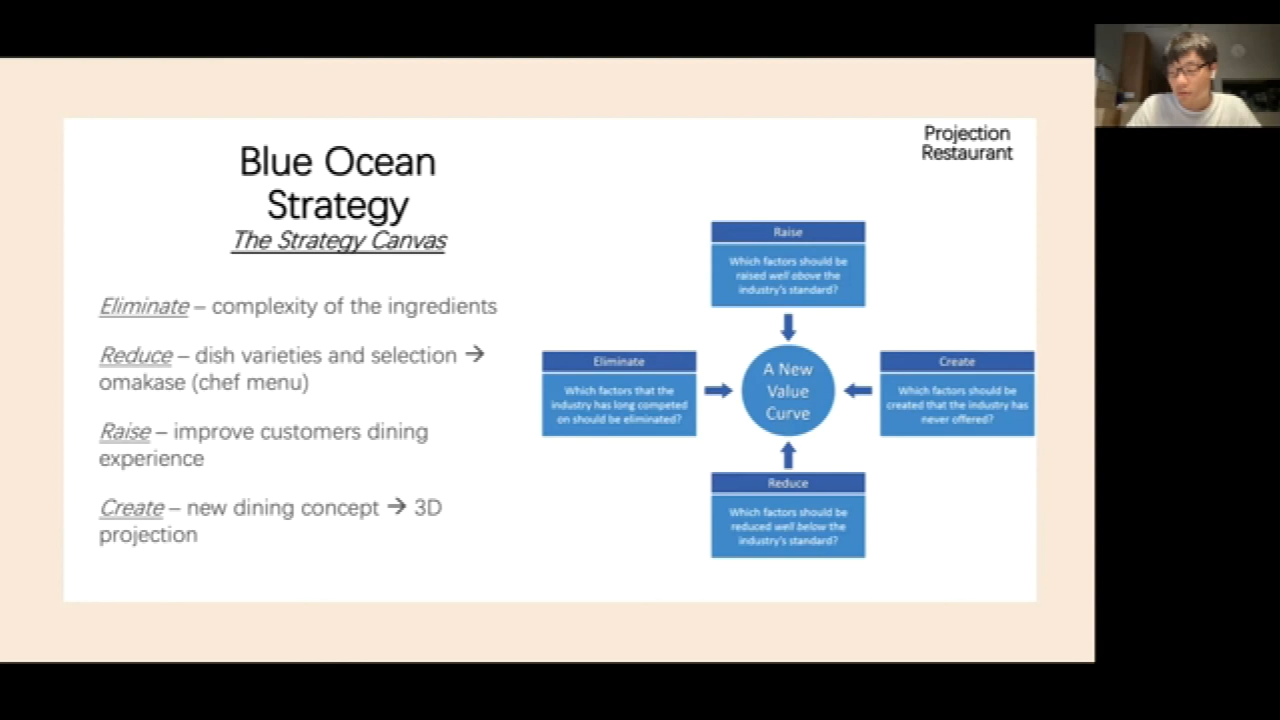 Projection
Restaurant
Blue Ocean
Strategy
The Strategy Canvas
Eliminate – complexity of the ingredients
Reduce – dish varieties and selection →
omakase (chef menu)
Raise – improve customers dining
experience
Create – new dining concept → 3D
projection
Raise
Which factors should be
raised well above the
industry's standard?
Eliminate
Which factors that the
industry has long competed
on should be eliminated?
A New
Value
Curve
Create
Which factors should be
created that the industry has
never offered?
Reduce
Which factors should be
reduced well below the
industry's standard?